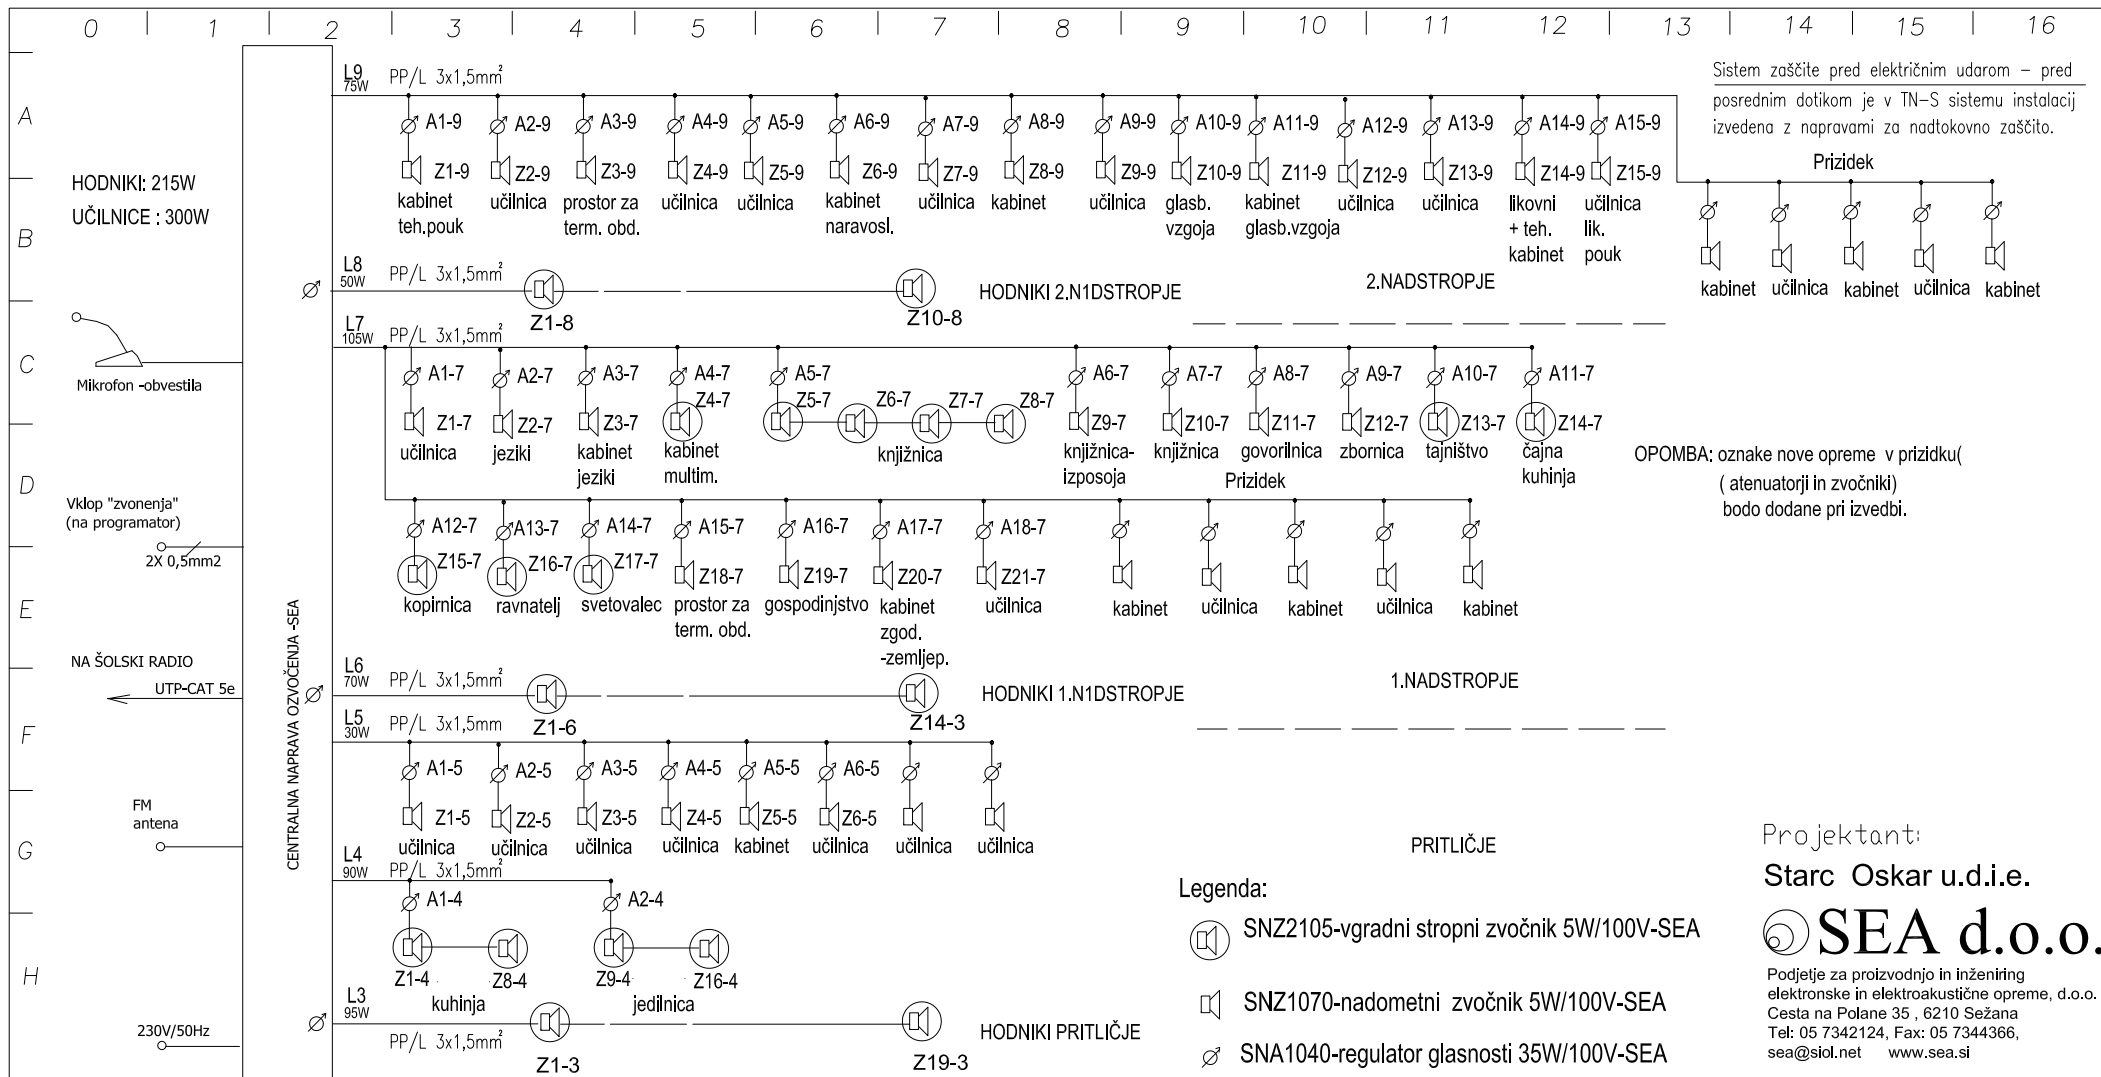 0 1 2 3 4 5 6 7 8 9 10 11 12 13 14 15 16
A
B
C
D
E
F
G
H
HODNIKI: 215W
UČILNICE : 300W
Mikrofon -obvestila
Vklop "zvonenja"
(na programator)
2X 0,5mm2
NA ŠOLSKI RADIO
UTP-CAT 5e
FM
antena
230V/50Hz
CENTRALNA NAPRAVA OZVOČENJA -SEA
L9
75W
PP/L 3x1,5mm²
A1-9 A2-9 A3-9 A4-9 A5-9 A6-9 A7-9 A8-9 A9-9 A10-9 A11-9 A12-9 A13-9 A14-9 A15-9
Z1-9 Z2-9 Z3-9 Z4-9 Z5-9 Z6-9 Z7-9 Z8-9 Z9-9 Z10-9 Z11-9 Z12-9 Z13-9 Z14-9 Z15-9
kabinet
teh.pouk
učilnica
prostor za
term. obd.
učilnica
učilnica
kabinet
naravosl.
učilnica
kabinet
učilnica
glasb.
vzgoja
kabinet
glasb.vzgoja
učilnica
učilnica
likovni
+ teh.
kabinet
učilnica
lik.
pouk
Sistem zaščite pred električnim udarom – pred
posrednim dotikom je v TN–S sistemu instalacij
izvedena z napravami za nadtokovno zaščito.
Prizidek
kabinet učilnica kabinet učilnica kabinet
L8
50W
PP/L 3x1,5mm²
Z1-8
Z10-8
HODNIKI 2.N1DSTROPJE
2.NADSTROPJE
L7
105W
PP/L 3x1,5mm²
A1-7 A2-7 A3-7 A4-7 A5-7 A6-7 A7-7 A8-7 A9-7 A10-7 A11-7
Z1-7 Z2-7 Z3-7 Z4-7 Z5-7 Z6-7 Z7-7 Z8-7 Z9-7 Z10-7 Z11-7 Z12-7 Z13-7 Z14-7
učilnica
jeziki
kabinet
jeziki
kabinet
multim.
knjižnica
knjižnica-
izposoja
knjižnica
govorilnica
zbornica
tajništvo
čajna
kuhinja
Prizidek
OPOMBA: oznake nove opreme v prizidku(
( atenuatorji in zvočniki)
bodo dodane pri izvedbi.
A12-7 A13-7 A14-7 A15-7 A16-7 A17-7 A18-7
Z15-7 Z16-7 Z17-7 Z18-7 Z19-7 Z20-7 Z21-7
kopirnica
ravnatelj
svetovalec
prostor za
term. obd.
gospodinjstvo
kabinet
zgod.
-zemljep.
učilnica
kabinet
učilnica
kabinet
učilnica
kabinet
L6
70W
PP/L 3x1,5mm²
Z1-6
Z14-3
HODNIKI 1.N1DSTROPJE
1.NADSTROPJE
L5
30W
PP/L 3x1,5mm
A1-5 A2-5 A3-5 A4-5 A5-5 A6-5
Z1-5 Z2-5 Z3-5 Z4-5 Z5-5 Z6-5
učilnica učilnica učilnica učilnica kabinet učilnica učilnica učilnica
PRITLIČJE
L4
90W
PP/L 3x1,5mm²
A1-4 A2-4
Z1-4 Z8-4 Z9-4 Z16-4
kuhinja
jedilnica
L3
95W
PP/L 3x1,5mm²
Z1-3
Z19-3
HODNIKI PRITLIČJE
Legenda:
SNZ2105-vgradni stropni zvočnik 5W/100V-SEA
SNZ1070-nadometni zvočnik 5W/100V-SEA
SNA1040-regulator glasnosti 35W/100V-SEA
Projektant:
Starc Oskar u.d.i.e.
SEA d.o.o.
Podjetje za proizvodnjo in inženiring
elektronske in elektroakustične opreme, d.o.o.
Cesta na Polane 35 , 6210 Sežana
Tel: 05 7342124, Fax: 05 7344366,
sea@siol.net www.sea.si